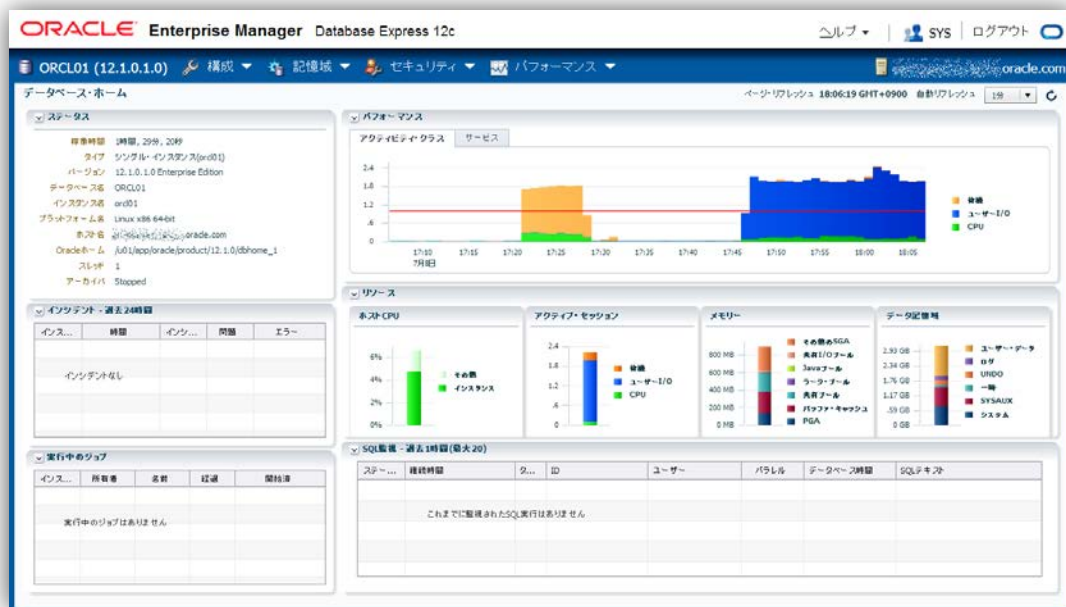 ORACLE Enterprise Manager Database Express 12c
ヘルプ
SYS
ログアウト
ORCL01 (12.1.0.1.0)
構成
記憶域
セキュリティ
パフォーマンス
oracle.com
データベース・ホーム
ページ・リフレッシュ 18:06:19 GMT+0900 自動リフレッシュ 1分
ステータス
稼働時間 1時間, 29分, 20秒
タイプ シングル・インスタンス(orcl01)
バージョン 12.1.0.1.0 Enterprise Edition
データベース名 ORCL01
インスタンス名 orcl01
プラットフォーム名 Linux x86 64-bit
ホスト名 oracle.com
Oracleホーム /u01/app/oracle/product/12.1.0/dbhome_1
スレッド 1
アーカイバ Stopped
パフォーマンス
アクティビティ・クラス サービス
2.4
1.8
1.2
.6
0
17:10 17:15 17:20 17:25 17:30 17:35 17:40 17:45 17:50 17:55 18:00 18:05
7月8日
待機
ユーザーI/O
CPU
インシデント - 過去24時間
インス... 時間 インシ... 問題 エラー
インシデントなし
リソース
ホストCPU
6%
4%
2%
0%
その他
インスタンス
アクティブ・セッション
2.4
1.8
1.2
.6
0
待機
ユーザーI/O
CPU
メモリー
800 MB
600 MB
400 MB
200 MB
0 MB
その他のSGA
共有I/Oプール
Javaプール
ラージ・プール
共有プール
バッファ・キャッシュ
PGA
データ記憶域
2.93 GB
2.34 GB
1.76 GB
1.17 GB
.59 GB
0 GB
ユーザー・データ
ログ
UNDO
一時
SYSAUX
システム
実行中のジョブ
インス... 所有者 名前 経過 開始済
実行中のジョブはありません
SQL監視 - 過去1時間(最大20)
ステー... 継続時間 タ... ID ユーザー パラレル データベース時間 SQLテキスト
これまでに監視されたSQL実行はありません